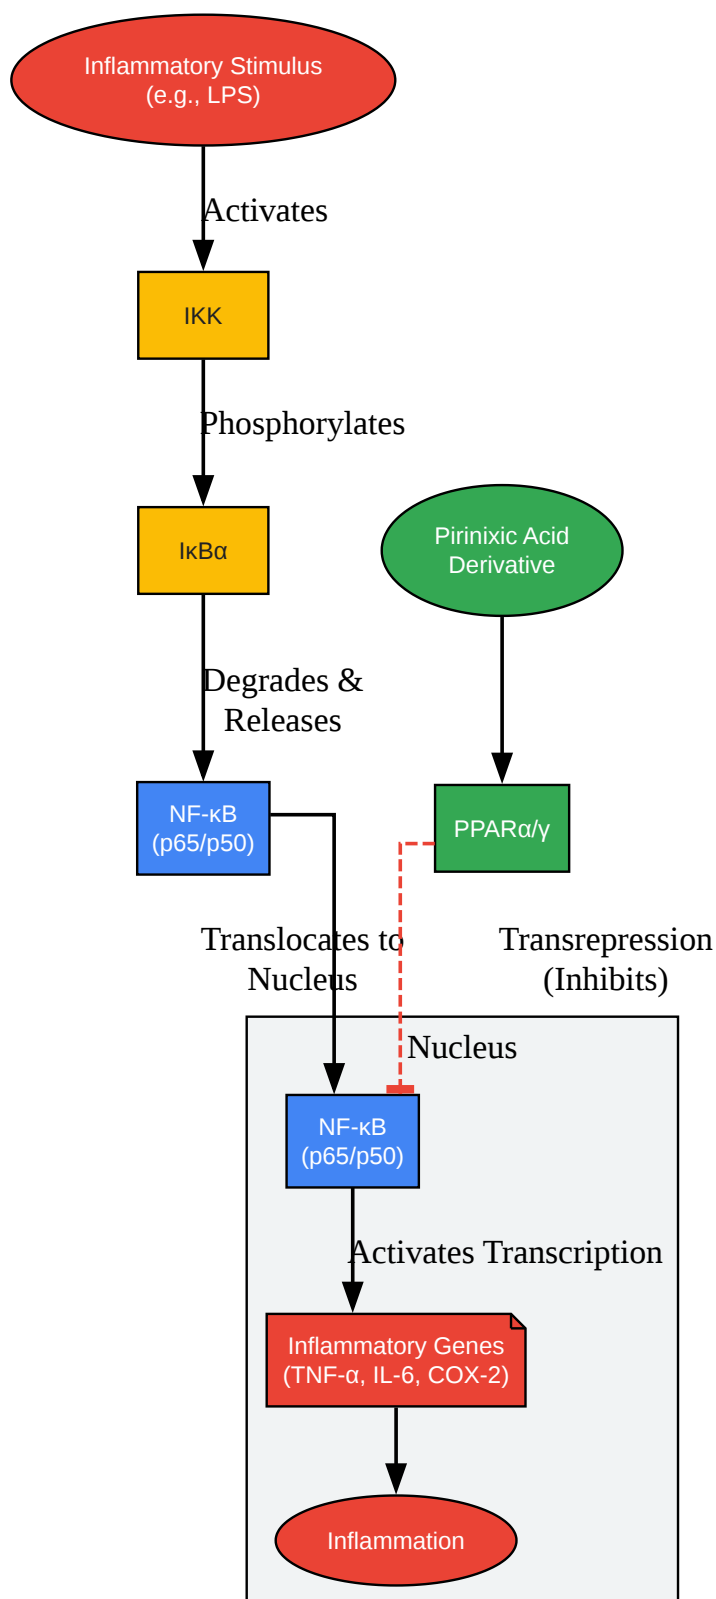 Inflammatory Stimulus
(e.g., LPS)
Activates
IKK
Phosphorylates
IκBα
Pirinixic Acid
Derivative
Degrades &
Releases
NF-κB
(p65/p50)
PPARα/γ
Translocates to
Nucleus
Transrepression
(Inhibits)
Nucleus
NF-κB
(p65/p50)
Activates Transcription
Inflammatory Genes
(TNF-α, IL-6, COX-2)
Inflammation